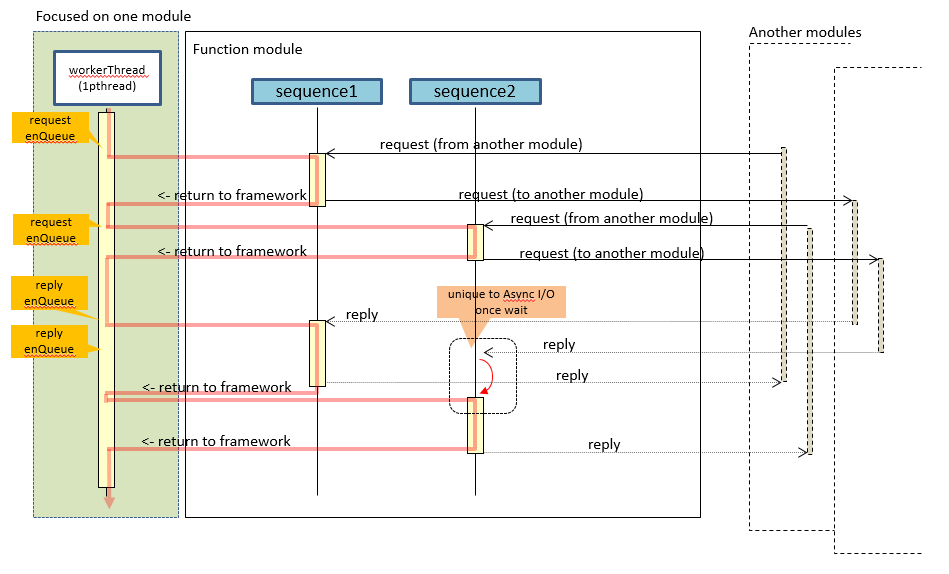 Focused on one module
Function module
Another modules
workerThread
(1pthread)
sequence1
sequence2
request
enQueue
request (from another module)
<- return to framework
request (to another module)
request
enQueue
request (from another module)
<- return to framework
request (to another module)
reply
enQueue
unique to Async I/O
once wait
reply
reply
enQueue
reply
reply
<- return to framework
<- return to framework
reply